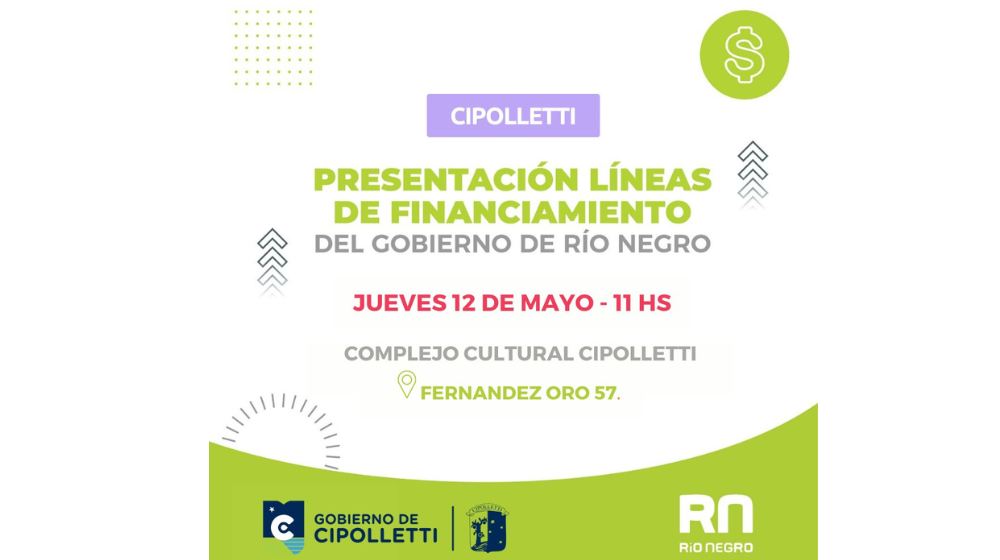 $
CIPOLLETTI
PRESENTACIÓN LÍNEAS
DE FINANCIAMIENTO
DEL GOBIERNO DE RÍO NEGRO
JUEVES 12 DE MAYO - 11 HS
COMPLEJO CULTURAL CIPOLLETTI
FERNANDEZ ORO 57.
C
GOBIERNO DE
CIPOLLETTI
CIPOLLETTI
RN
RÍO NEGRO